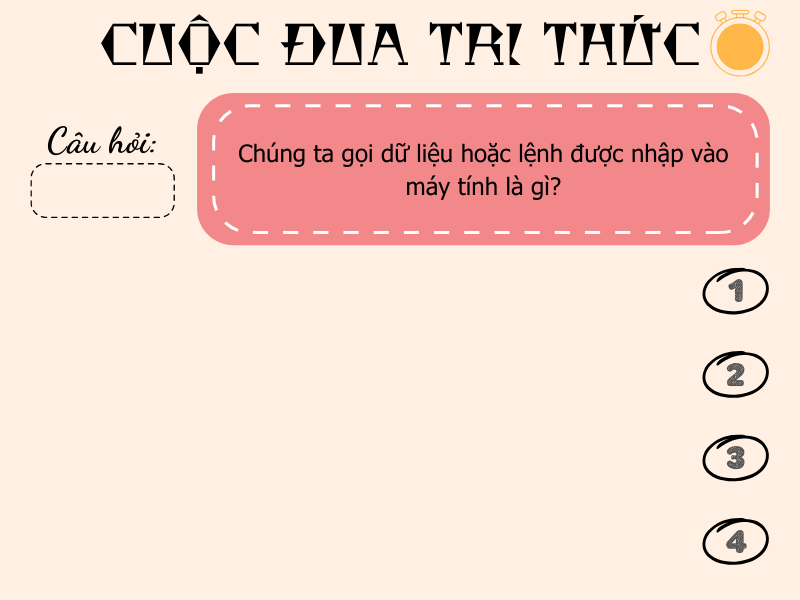 CUỘC ĐUA TRI THỨC
Câu hỏi:
Chúng ta gọi dữ liệu hoặc lệnh được nhập vào
máy tính là gì?
1
2
3
4